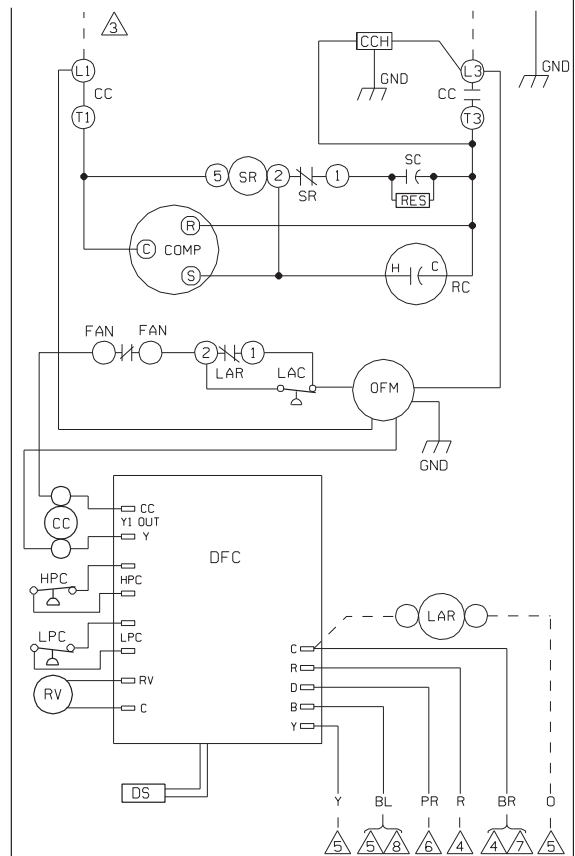 3
CCH
GND
GND
L1
L3
CC
CC
T1
T3
SC
5
SR
2
1
SR
RES
R
C
COMP
S
H
C
RC
FAN
FAN
2
1
LAR
LAC
OFM
GND
CC
CC
Y1 OUT
Y
DFC
HPC
HPC
LPC
LPC
LAR
C
R
D
B
Y
RV
RV
C
DS
Y
BL
PR
R
BR
O
5
5
8
6
4
4
7
5